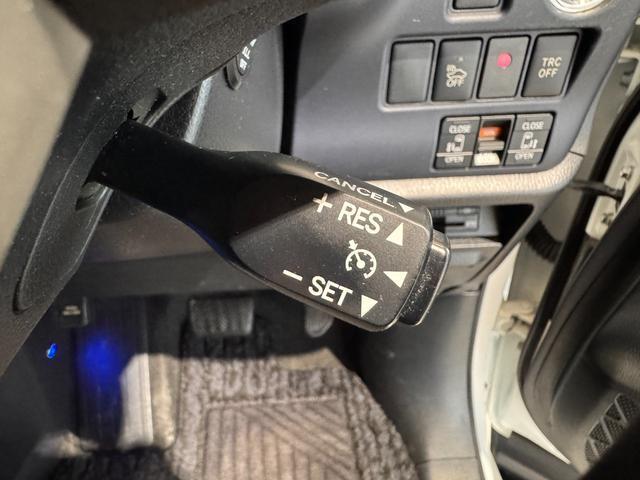 OFF
TRC
OFF
CLOSE
OPEN
CLOSE
OPEN
CANCEL▼
+ RES ▲
◀
− SET ▼